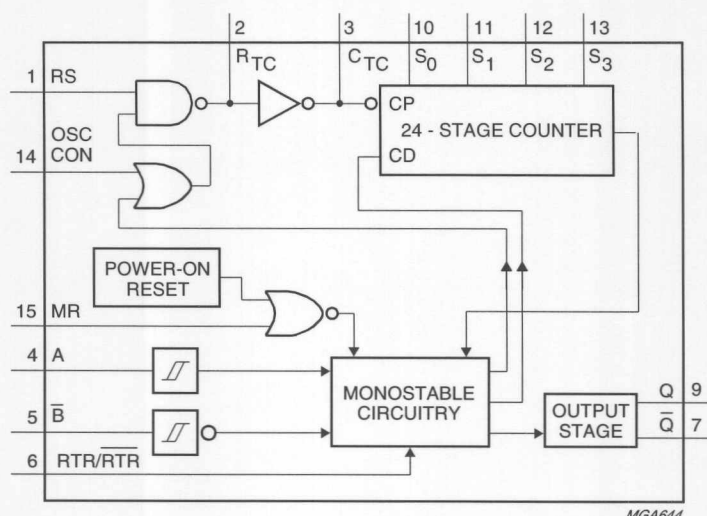 2 3 10 11 12 13
R_TC C_TC S_0 S_1 S_2 S_3
1 RS
CP
24 - STAGE COUNTER
OSC
CON
14
CD
POWER-ON
RESET
15 MR
4 A
MONOSTABLE
CIRCUITRY
OUTPUT
STAGE
Q 9
Q̅ 7
5 B̅
6 RTR/R̅T̅R̅
MGA644